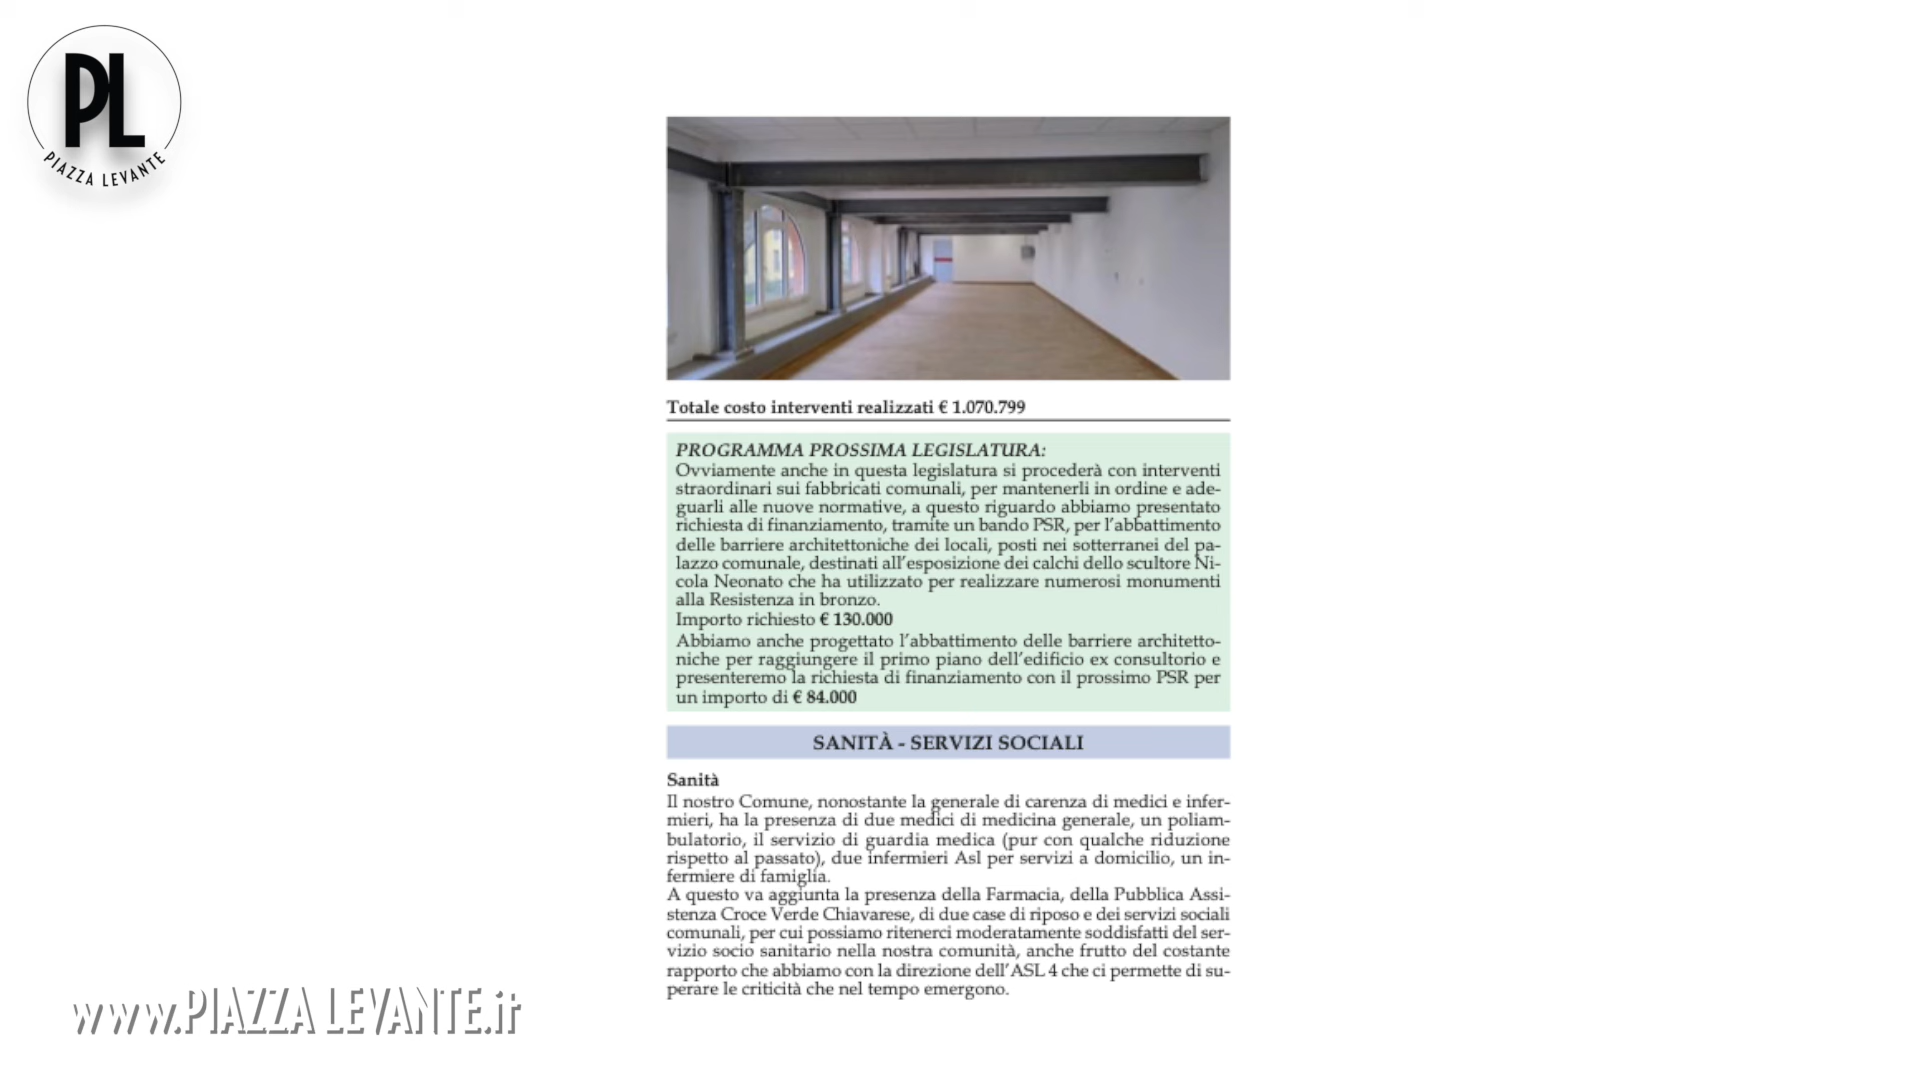 PL
PIAZZA LEVANTE
Totale costo interventi realizzati € 1.070.799
PROGRAMMA PROSSIMA LEGISLATURA:
Ovviamente anche in questa legislatura si procederà con interventi
straordinari sui fabbricati comunali, per mantenerli in ordine e ade-
guarli alle nuove normative, a questo riguardo abbiamo presentato
richiesta di finanziamento, tramite un bando PSR, per l'abbattimento
delle barriere architettoniche dei locali, posti nei sotterranei del pa-
lazzo comunale, destinati all'esposizione dei calchi dello scultore Ni-
cola Neonato che ha utilizzato per realizzare numerosi monumenti
alla Resistenza in bronzo.
Importo richiesto € 130.000
Abbiamo anche progettato l'abbattimento delle barriere architetto-
niche per raggiungere il primo piano dell'edificio ex consultorio e
presenteremo la richiesta di finanziamento con il prossimo PSR per
un importo di € 84.000
SANITÀ - SERVIZI SOCIALI
Sanità
Il nostro Comune, nonostante la generale di carenza di medici e infer-
mieri, ha la presenza di due medici di medicina generale, un poliam-
bulatorio, il servizio di guardia medica (pur con qualche riduzione
rispetto al passato), due infermieri Asl per servizi a domicilio, un in-
fermiere di famiglia.
A questo va aggiunta la presenza della Farmacia, della Pubblica Assi-
stenza Croce Verde Chiavarese, di due case di riposo e dei servizi sociali
comunali, per cui possiamo ritenerci moderatamente soddisfatti del ser-
vizio socio sanitario nella nostra comunità, anche frutto del costante
rapporto che abbiamo con la direzione dell'ASL 4 che ci permette di su-
perare le criticità che nel tempo emergono.
www.PIAZZA LEVANTE.it